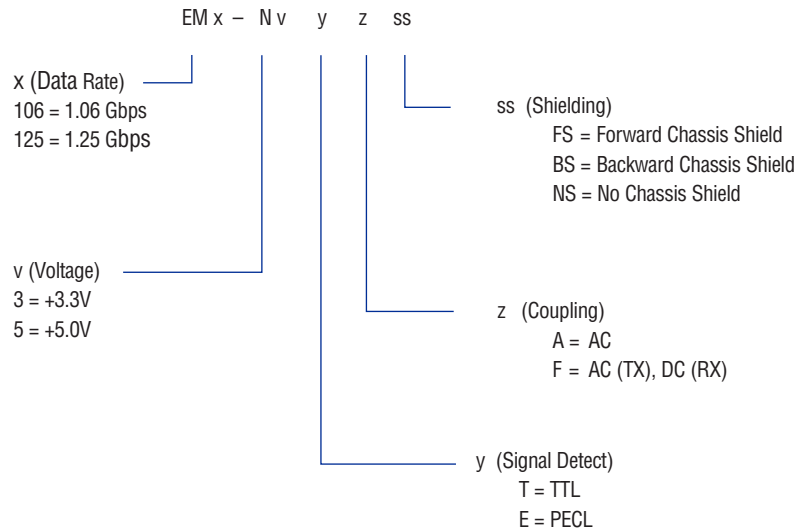 EM x – N v y z ss
x (Data Rate)
106 = 1.06 Gbps
125 = 1.25 Gbps
ss (Shielding)
FS = Forward Chassis Shield
BS = Backward Chassis Shield
NS = No Chassis Shield
v (Voltage)
3 = +3.3V
5 = +5.0V
z (Coupling)
A = AC
F = AC (TX), DC (RX)
y (Signal Detect)
T = TTL
E = PECL